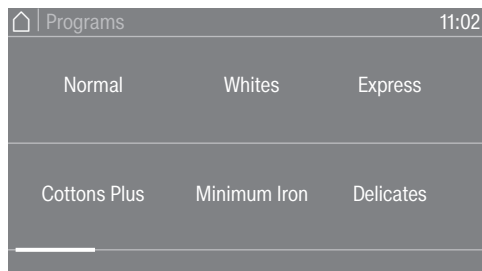 Programs 11:02
Normal Whites Express
Cottons Plus Minimum Iron Delicates